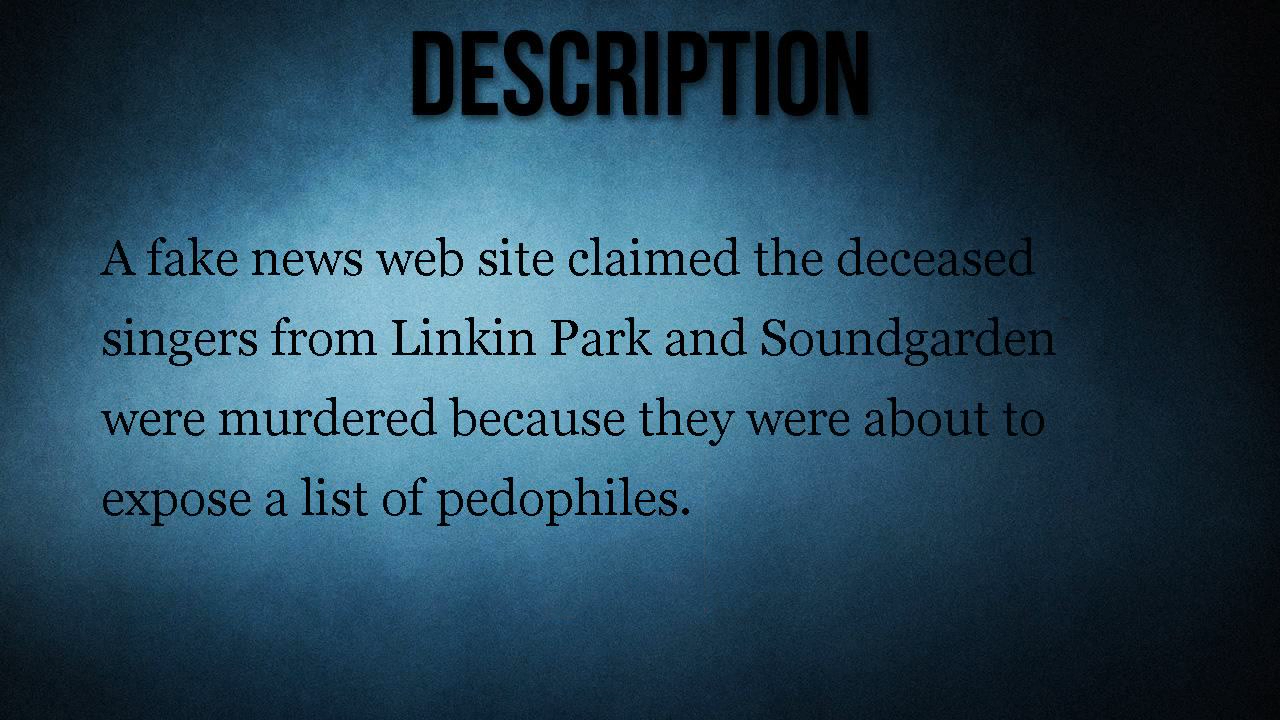 DESCRIPTION
A fake news web site claimed the deceased
singers from Linkin Park and Soundgarden
were murdered because they were about to
expose a list of pedophiles.